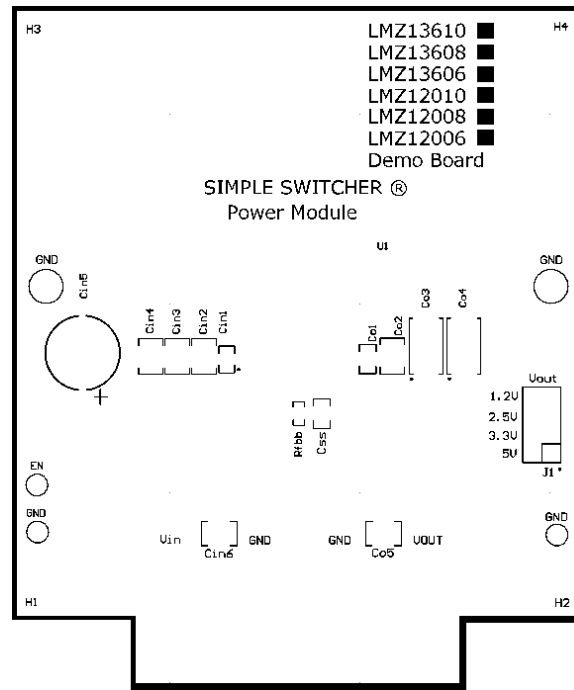 H3
H4
LMZ13610
LMZ13608
LMZ13606
LMZ12010
LMZ12008
LMZ12006
Demo Board
SIMPLE SWITCHER ®
Power Module
U1
GND
Cin5
Cin4
Cin3
Cin2
Cin1
Co1
Co2
Co3
Co4
GND
+
Vout
1.2V
2.5V
3.3V
5V
J1
Rfbb
Css
EN
GND
GND
Vin
Cin6
GND
GND
Co5
VOUT
H1
H2